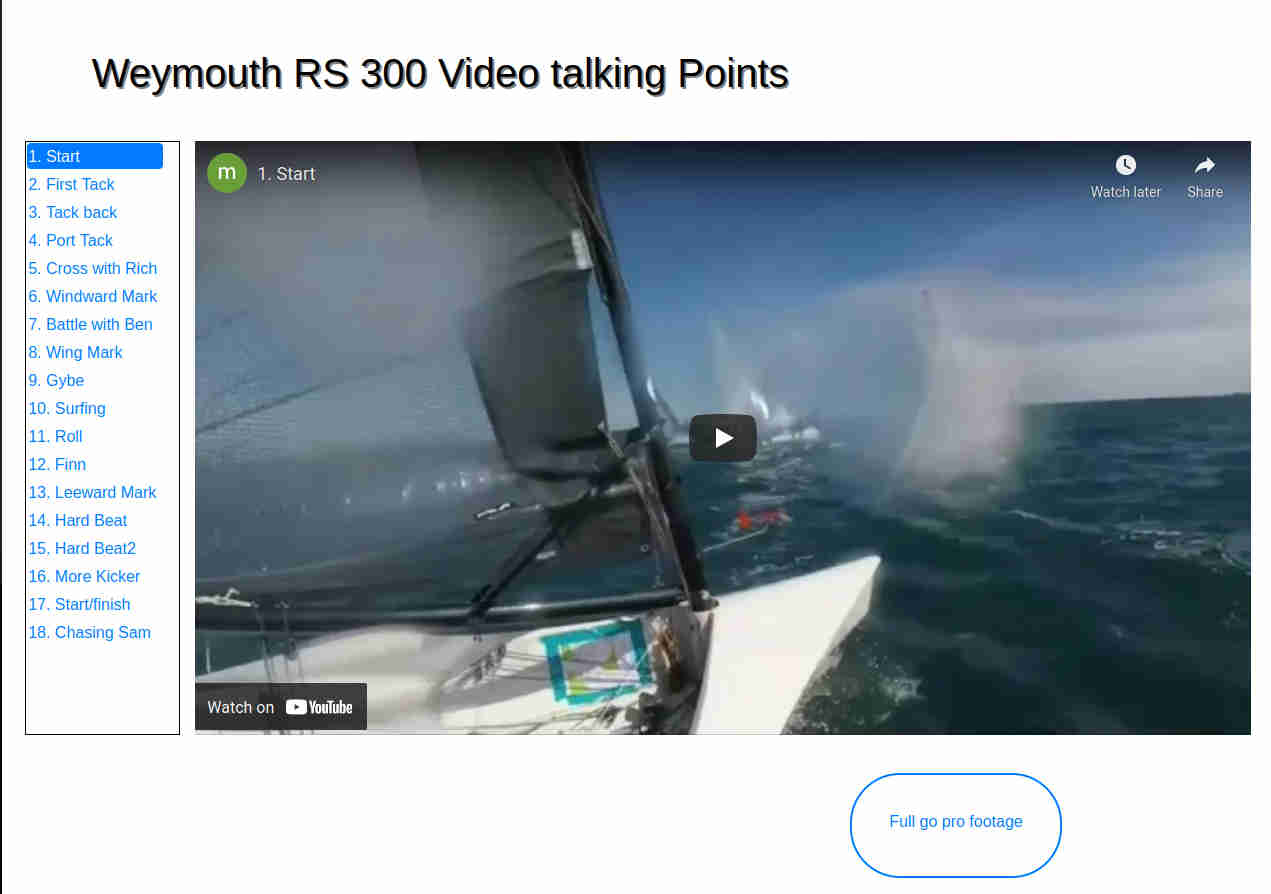 Weymouth RS 300 Video talking Points
1. Start
2. First Tack
3. Tack back
4. Port Tack
5. Cross with Rich
6. Windward Mark
7. Battle with Ben
8. Wing Mark
9. Gybe
10. Surfing
11. Roll
12. Finn
13. Leeward Mark
14. Hard Beat
15. Hard Beat2
16. More Kicker
17. Start/finish
18. Chasing Sam
m 1. Start
Watch later Share
Watch on YouTube
Full go pro footage